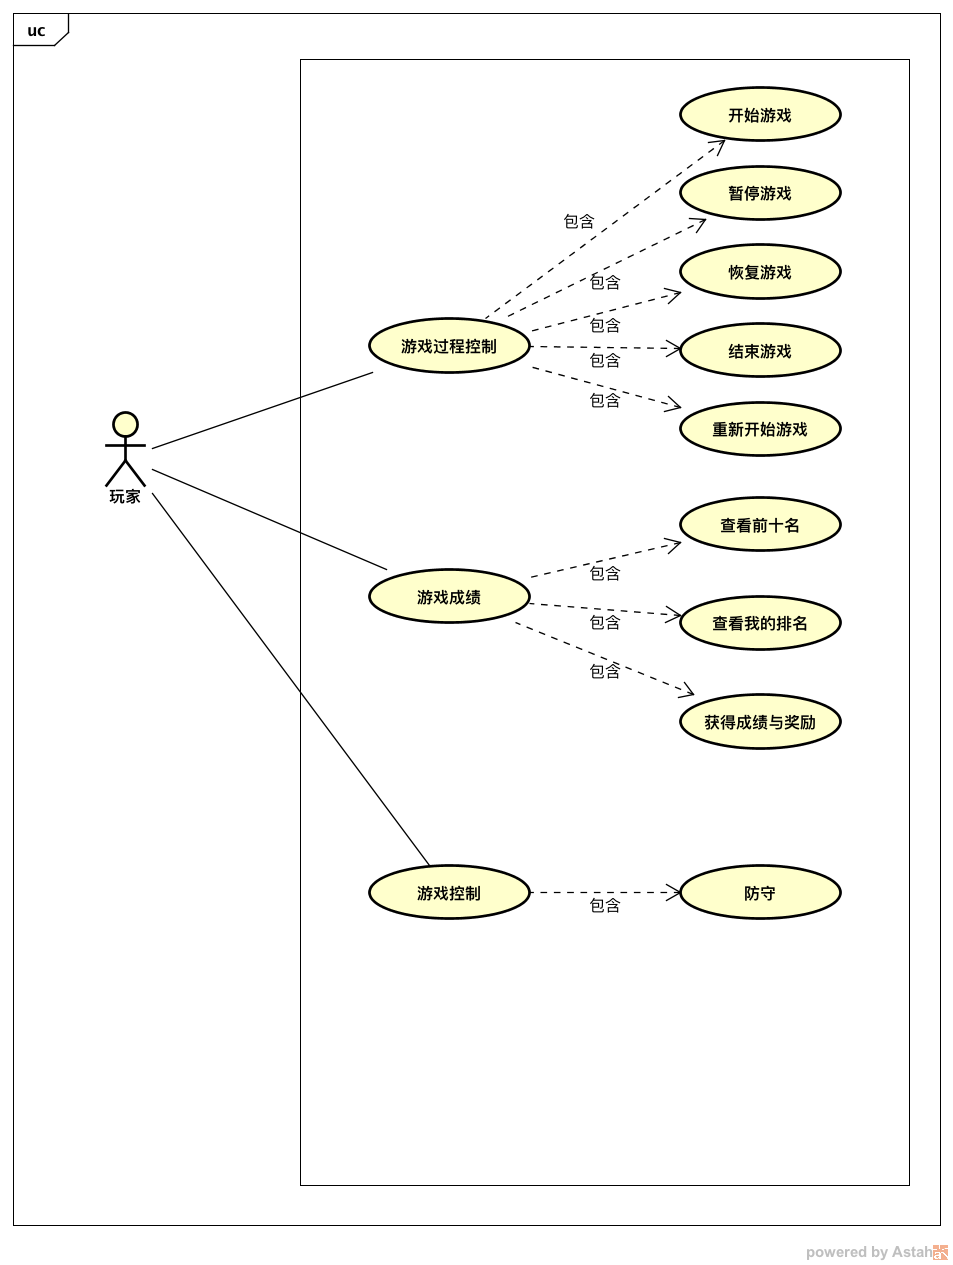 uc
开始游戏
暂停游戏
包含
恢复游戏
包含
包含
游戏过程控制
结束游戏
包含
包含
重新开始游戏
玩家
查看前十名
包含
游戏成绩
包含
查看我的排名
包含
获得成绩与奖励
游戏控制
防守
包含
powered by Astah